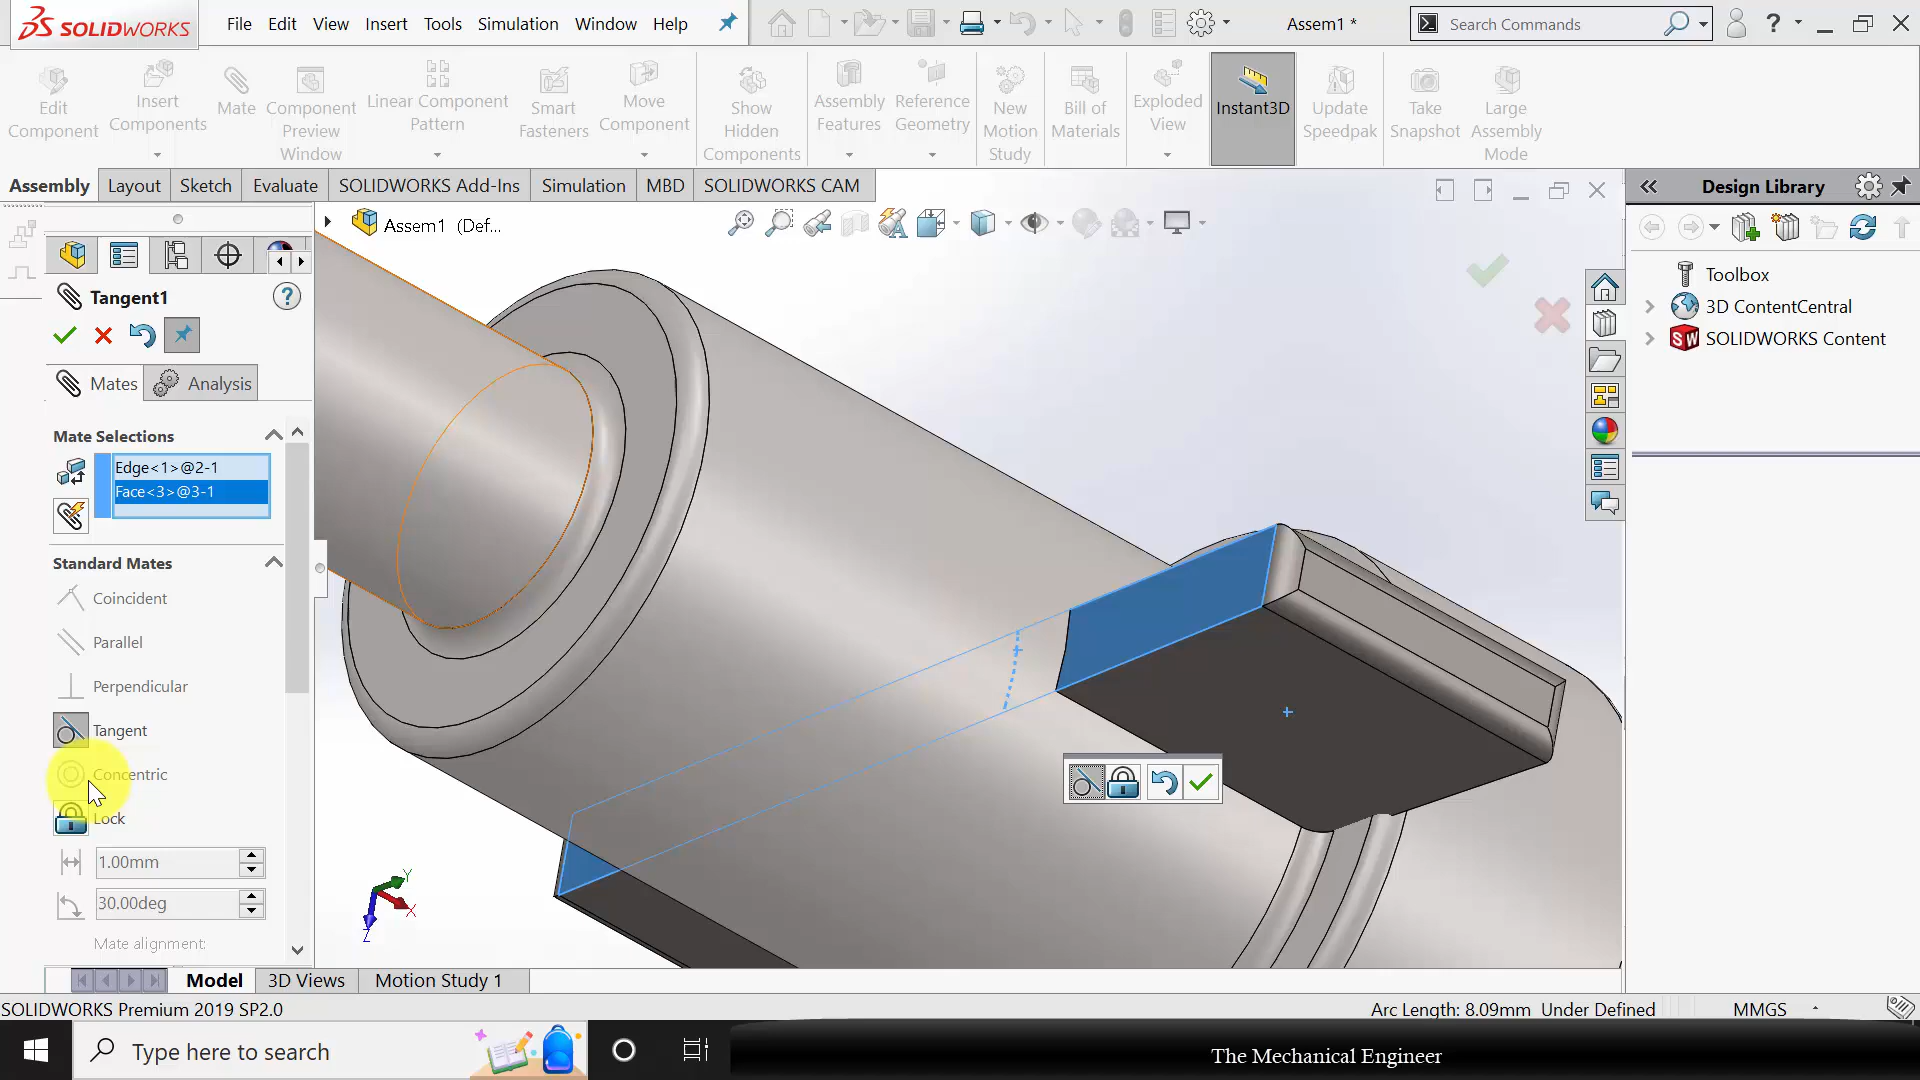 SOLIDWORKS
File Edit View Insert Tools Simulation Window Help
Assem1 *
Search Commands
?
Edit Component
Insert Components
Mate
Component Preview Window
Linear Component Pattern
Smart Fasteners
Move Component
Show Hidden Components
Assembly Features
Reference Geometry
New Motion Study
Bill of Materials
Exploded View
Instant3D
Update Speedpak
Take Snapshot
Large Assembly Mode
Assembly Layout Sketch Evaluate SOLIDWORKS Add-Ins Simulation MBD SOLIDWORKS CAM
Design Library
Assem1 (Def...
Toolbox
3D ContentCentral
SOLIDWORKS Content
Tangent1
?
Mates Analysis
Mate Selections
Edge<1>@2-1
Face<3>@3-1
Standard Mates
Coincident
Parallel
Perpendicular
Tangent
Concentric
Lock
1.00mm
30.00deg
Mate alignment:
Y
X
Z
Model 3D Views Motion Study 1
SOLIDWORKS Premium 2019 SP2.0
Arc Length: 8.09mm Under Defined MMGS
Type here to search
The Mechanical Engineer